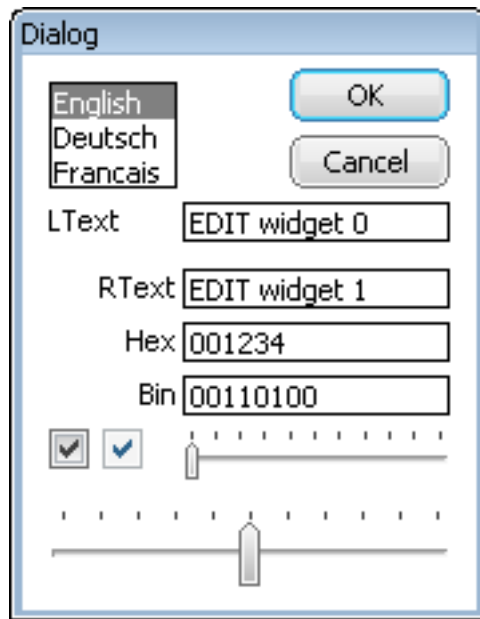 Dialog
English
Deutsch
Francais
OK
Cancel
LText EDIT widget 0
RText EDIT widget 1
Hex 001234
Bin 00110100